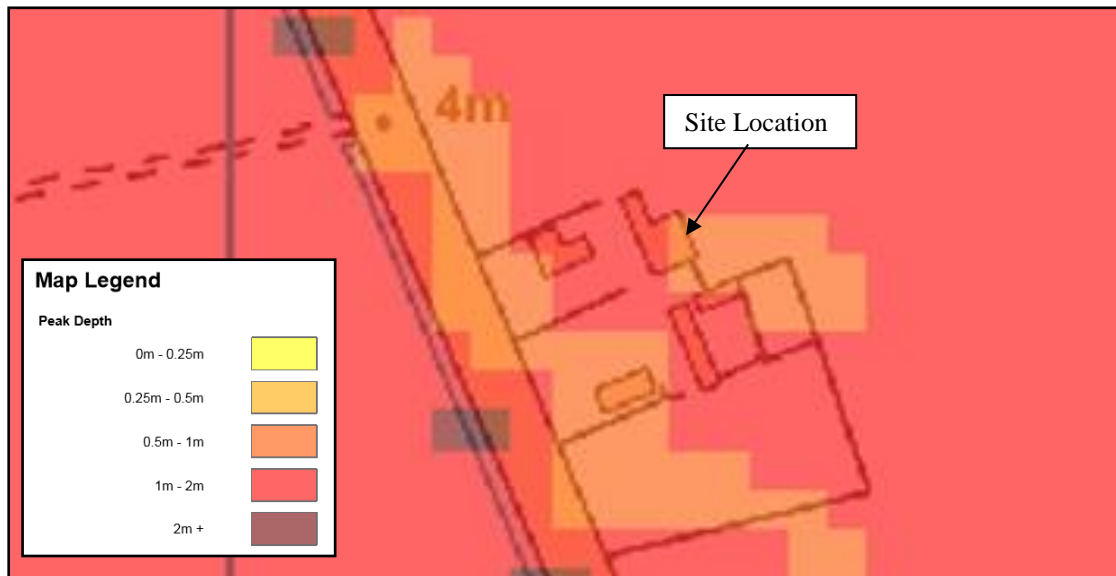 4m
Site Location
Map Legend
Peak Depth
0m - 0.25m
0.25m - 0.5m
0.5m - 1m
1m - 2m
2m +